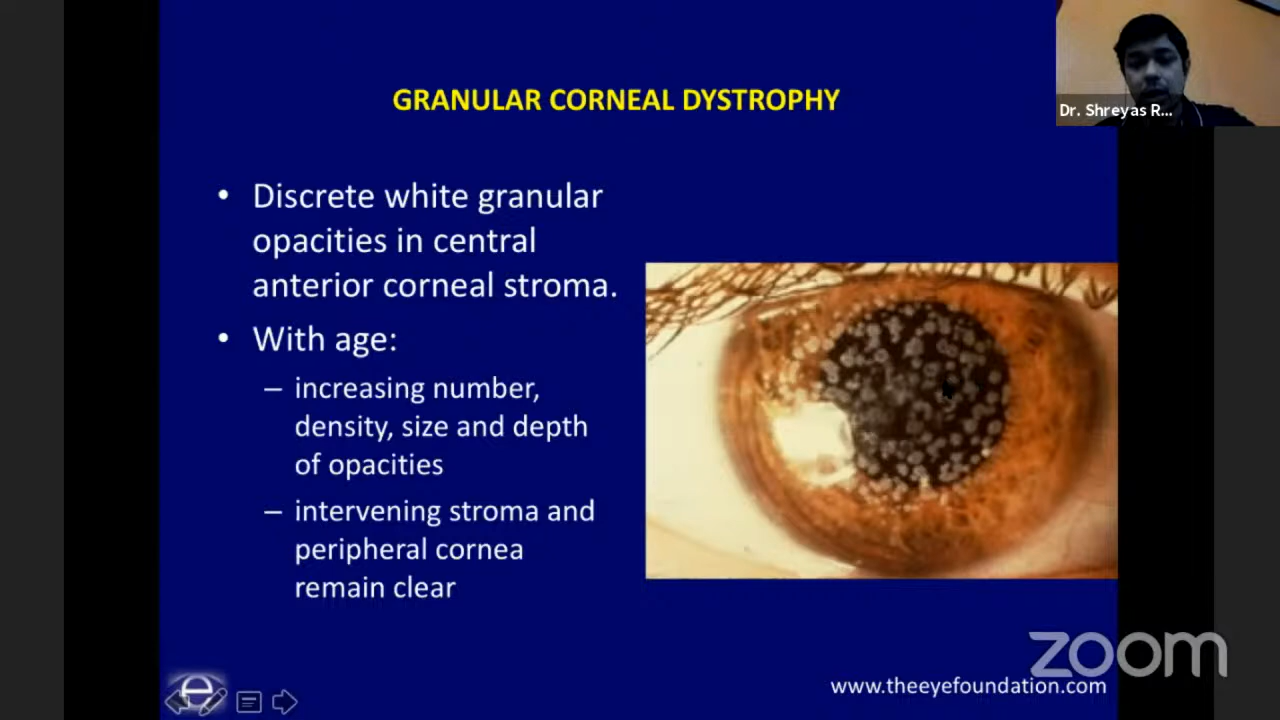 GRANULAR CORNEAL DYSTROPHY
Dr. Shreyas R...
• Discrete white granular
opacities in central
anterior corneal stroma.
• With age:
– increasing number,
density, size and depth
of opacities
– intervening stroma and
peripheral cornea
remain clear
zoom
www.theeyefoundation.com